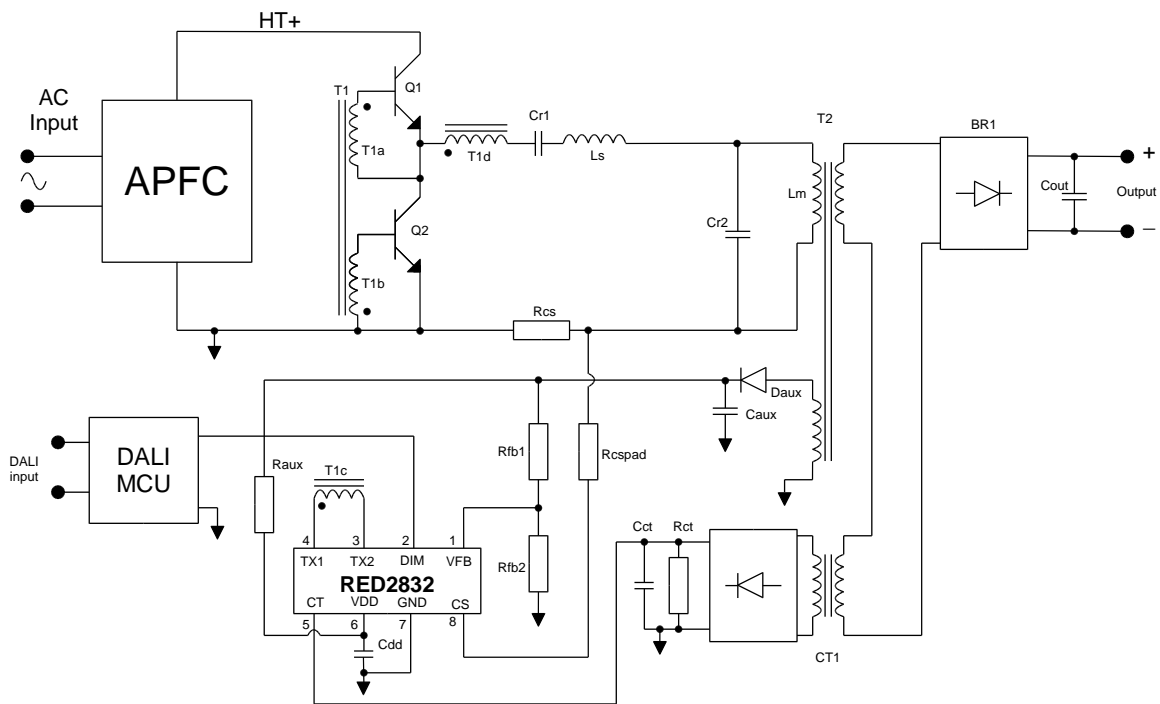 HT+
AC
Input
APFC
T1
T1a
T1b
Q1
Q2
T1d
Cr1
Ls
Cr2
Lm
T2
BR1
Cout
+
Output
–
Rcs
Daux
Caux
Rfb1
Rfb2
Rcspad
DALI
input
DALI
MCU
Raux
T1c
4 3 2 1
TX1 TX2 DIM VFB
RED2832
CT VDD GND CS
5 6 7 8
Cdd
Cct
Rct
CT1